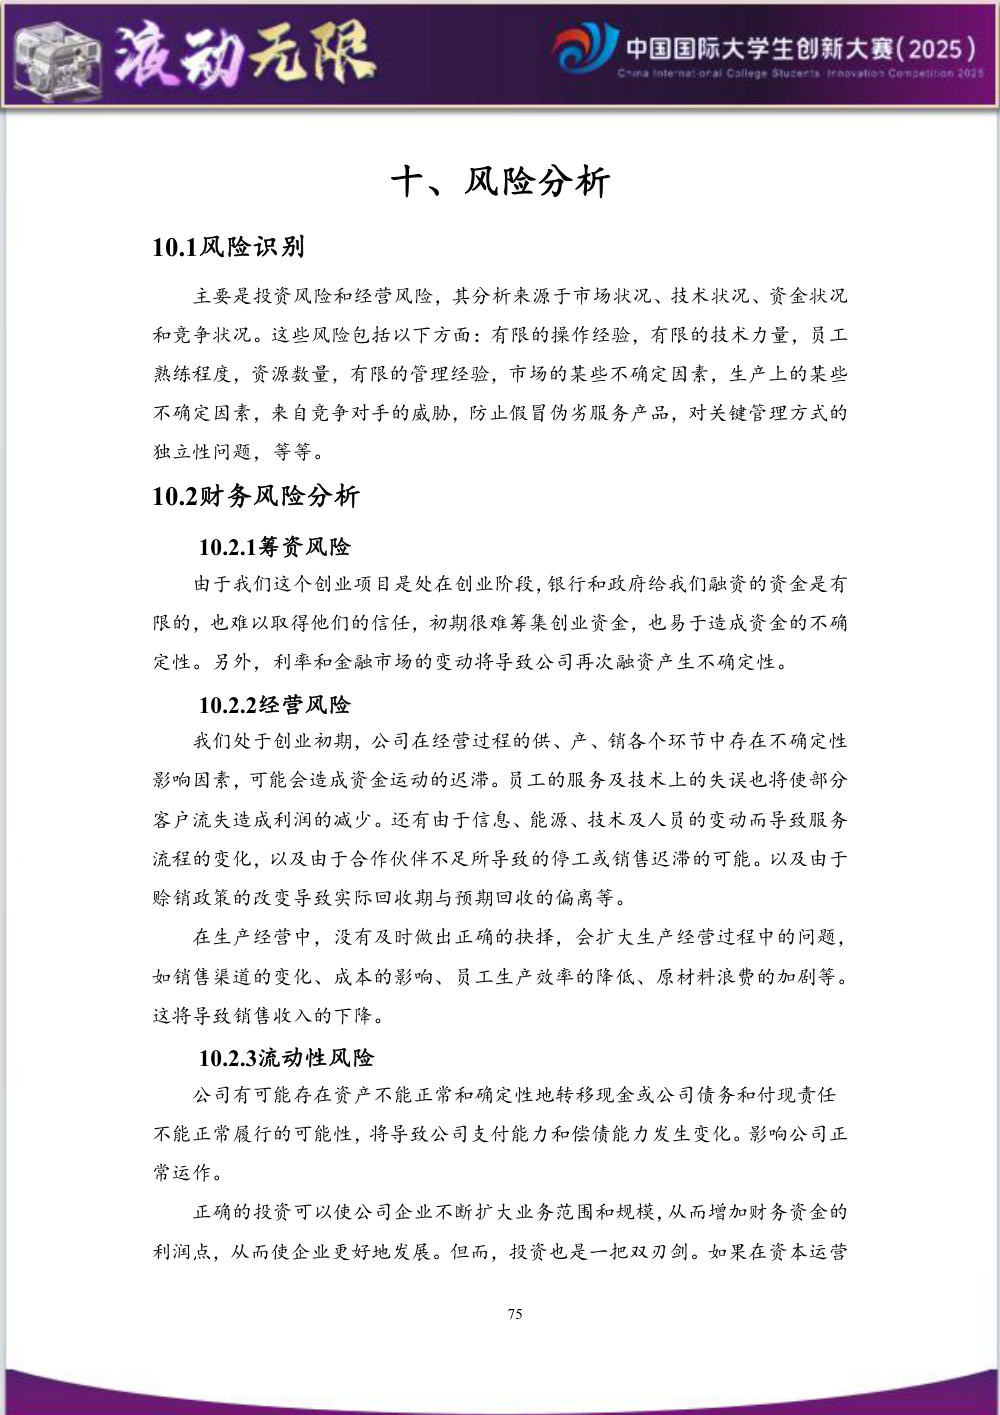 液动无限
中国国际大学生创新大赛(2025)
China International College Students Innovation Competition 2025
十、风险分析
10.1风险识别
主要是投资风险和经营风险，其分析来源于市场状况、技术状况、资金状况
和竞争状况。这些风险包括以下方面：有限的操作经验，有限的技术力量，员工
熟练程度，资源数量，有限的管理经验，市场的某些不确定因素，生产上的某些
不确定因素，来自竞争对手的威胁，防止假冒伪劣服务产品，对关键管理方式的
独立性问题，等等。
10.2财务风险分析
10.2.1筹资风险
由于我们这个创业项目是处在创业阶段，银行和政府给我们融资的资金是有
限的，也难以取得他们的信任，初期很难筹集创业资金，也易于造成资金的不确
定性。另外，利率和金融市场的变动将导致公司再次融资产生不确定性。
10.2.2经营风险
我们处于创业初期，公司在经营过程的供、产、销各个环节中存在不确定性
影响因素，可能会造成资金运动的迟滞。员工的服务及技术上的失误也将使部分
客户流失造成利润的减少。还有由于信息、能源、技术及人员的变动而导致服务
流程的变化，以及由于合作伙伴不足所导致的停工或销售迟滞的可能。以及由于
赊销政策的改变导致实际回收期与预期回收的偏离等。
在生产经营中，没有及时做出正确的抉择，会扩大生产经营过程中的问题，
如销售渠道的变化、成本的影响、员工生产效率的降低、原材料浪费的加剧等。
这将导致销售收入的下降。
10.2.3流动性风险
公司有可能存在资产不能正常和确定性地转移现金或公司债务和付现责任
不能正常履行的可能性，将导致公司支付能力和偿债能力发生变化。影响公司正
常运作。
正确的投资可以使公司企业不断扩大业务范围和规模，从而增加财务资金的
利润点，从而使企业更好地发展。但而，投资也是一把双刃剑。如果在资本运营
75